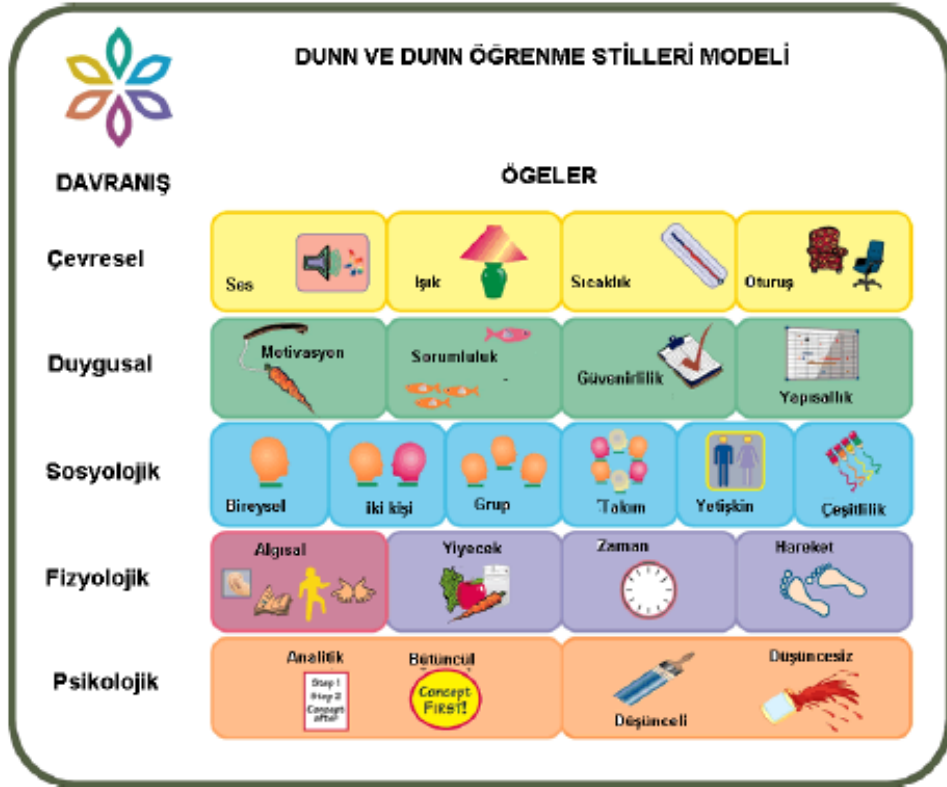 DUNN VE DUNN ÖĞRENME STİLLERİ MODELİ
DAVRANIŞ
ÖGELER
Çevresel
Ses
Işık
Sıcaklık
Oturuş
Duygusal
Motivasyon
Sorumluluk
Güvenirlilik
Yapısallık
Sosyolojik
Bireysel
iki kişi
Grup
Takım
Yetişkin
Çeşitlilik
Fizyolojik
Algısal
Yiyecek
Zaman
Hareket
Psikolojik
Analitik
Step 1
Step 2
Concept
after
Bütüncül
Concept
FIRST!
Düşünceli
Düşüncesiz